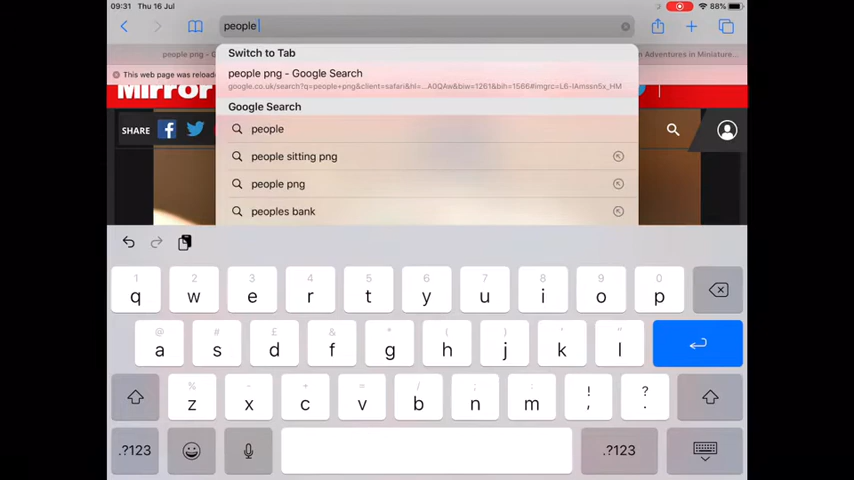 09:31 Thu 16 Jul
88%
people
people png - G
n Adventures in Miniature...
This web page was reload
Mirror
SHARE
Switch to Tab
people png - Google Search
google.co.uk/search?q=people+png&client=safari&hl=...A0QAw&biw=1261&bih=1566#imgrc=L6-IAmssn5x_HM
Google Search
people
people sitting png
people png
peoples bank
1 2 3 4 5 6 7 8 9 0
q w e r t y u i o p
@ # £ & * ( ) ' "
a s d f g h j k l
% - + = / ; : ! ?
z x c v b n m , .
.?123 .?123